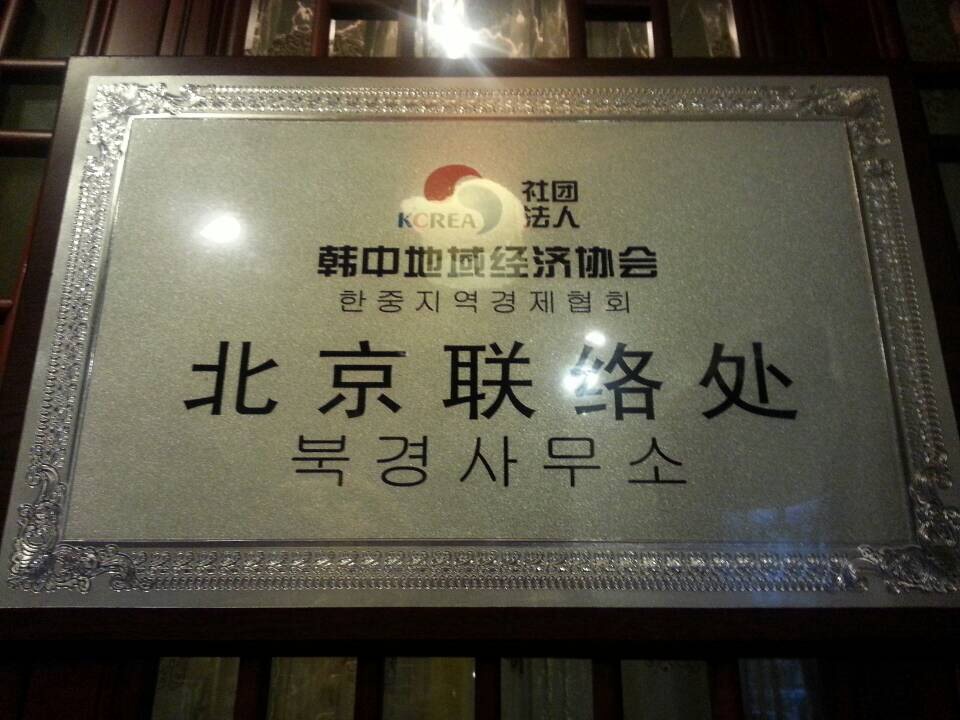 KOREA 社团
法人
韩中地域经济协会
한중지역경제협회
北京联络处
북경사무소